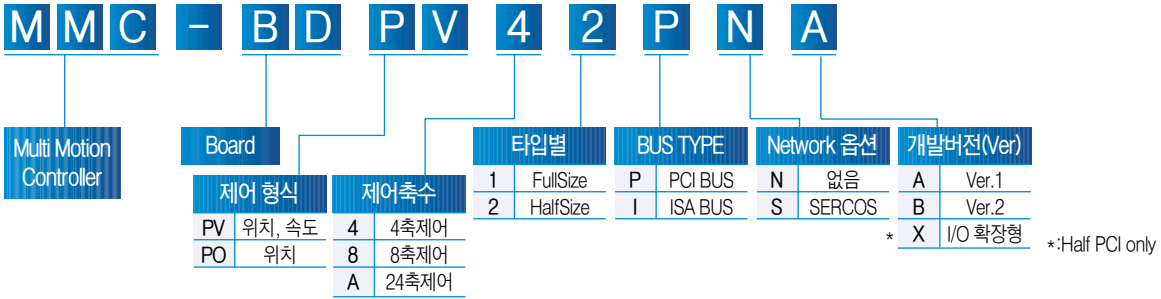 MMC-BDPV42PNA
Multi Motion
Controller
Board
제어 형식
PV 위치, 속도
PO 위치
제어축수
4 4축제어
8 8축제어
A 24축제어
타입별
1 FullSize
2 HalfSize
BUS TYPE
P PCI BUS
I ISA BUS
Network 옵션
N 없음
S SERCOS
개발버전(Ver)
A Ver.1
B Ver.2
* X I/O 확장형
*:Half PCI only